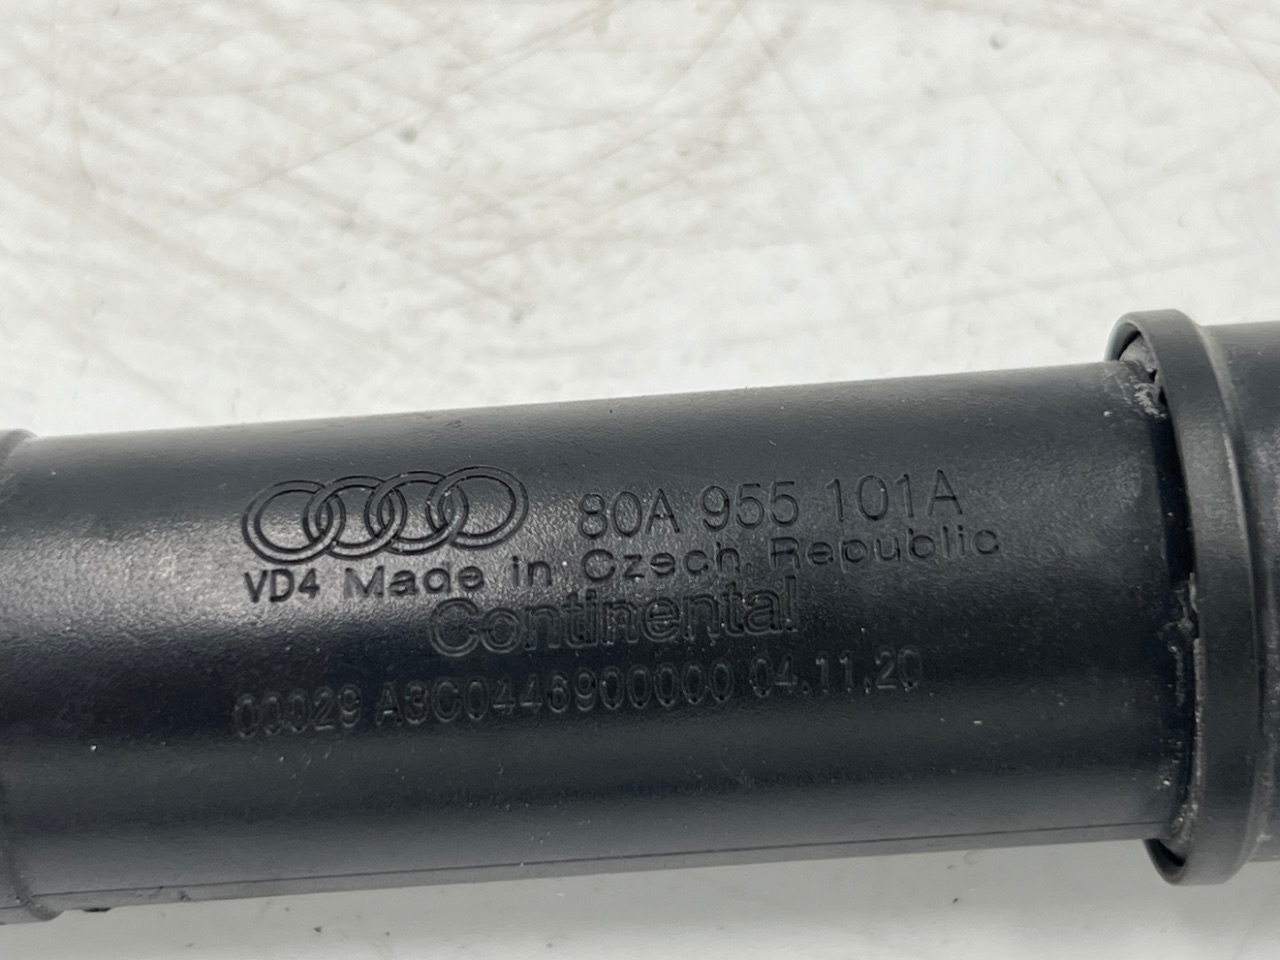 80A 955 101A
VD4 Made in Czech Republic
Continental
00029 A3C0446900000 04.11.20